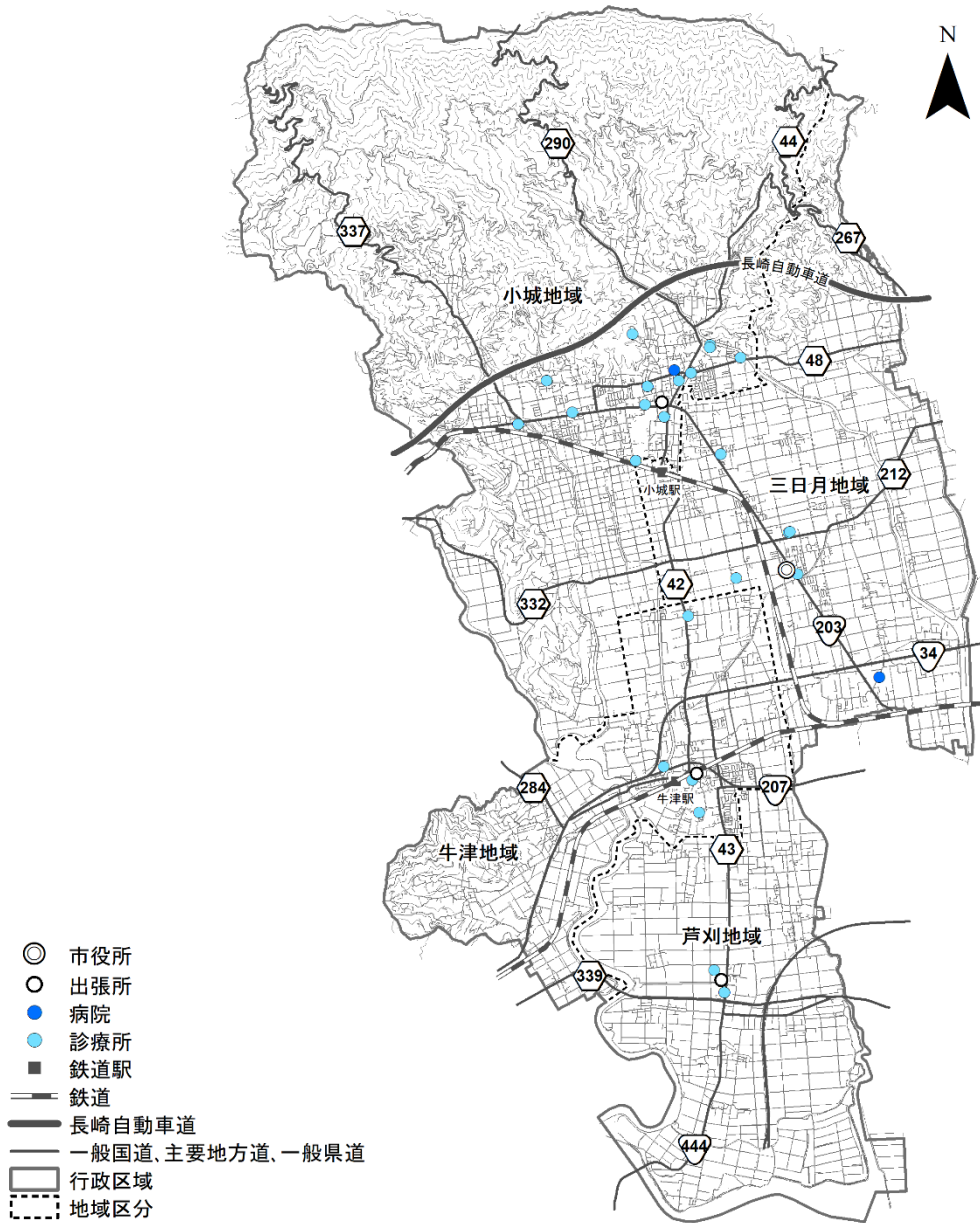 N
290
44
337
267
長崎自動車道
小城地域
48
212
三日月地域
小城駅
42
332
203
34
284
207
牛津駅
牛津地域
43
芦刈地域
339
444
市役所
出張所
病院
診療所
鉄道駅
鉄道
長崎自動車道
一般国道、主要地方道、一般県道
行政区域
地域区分